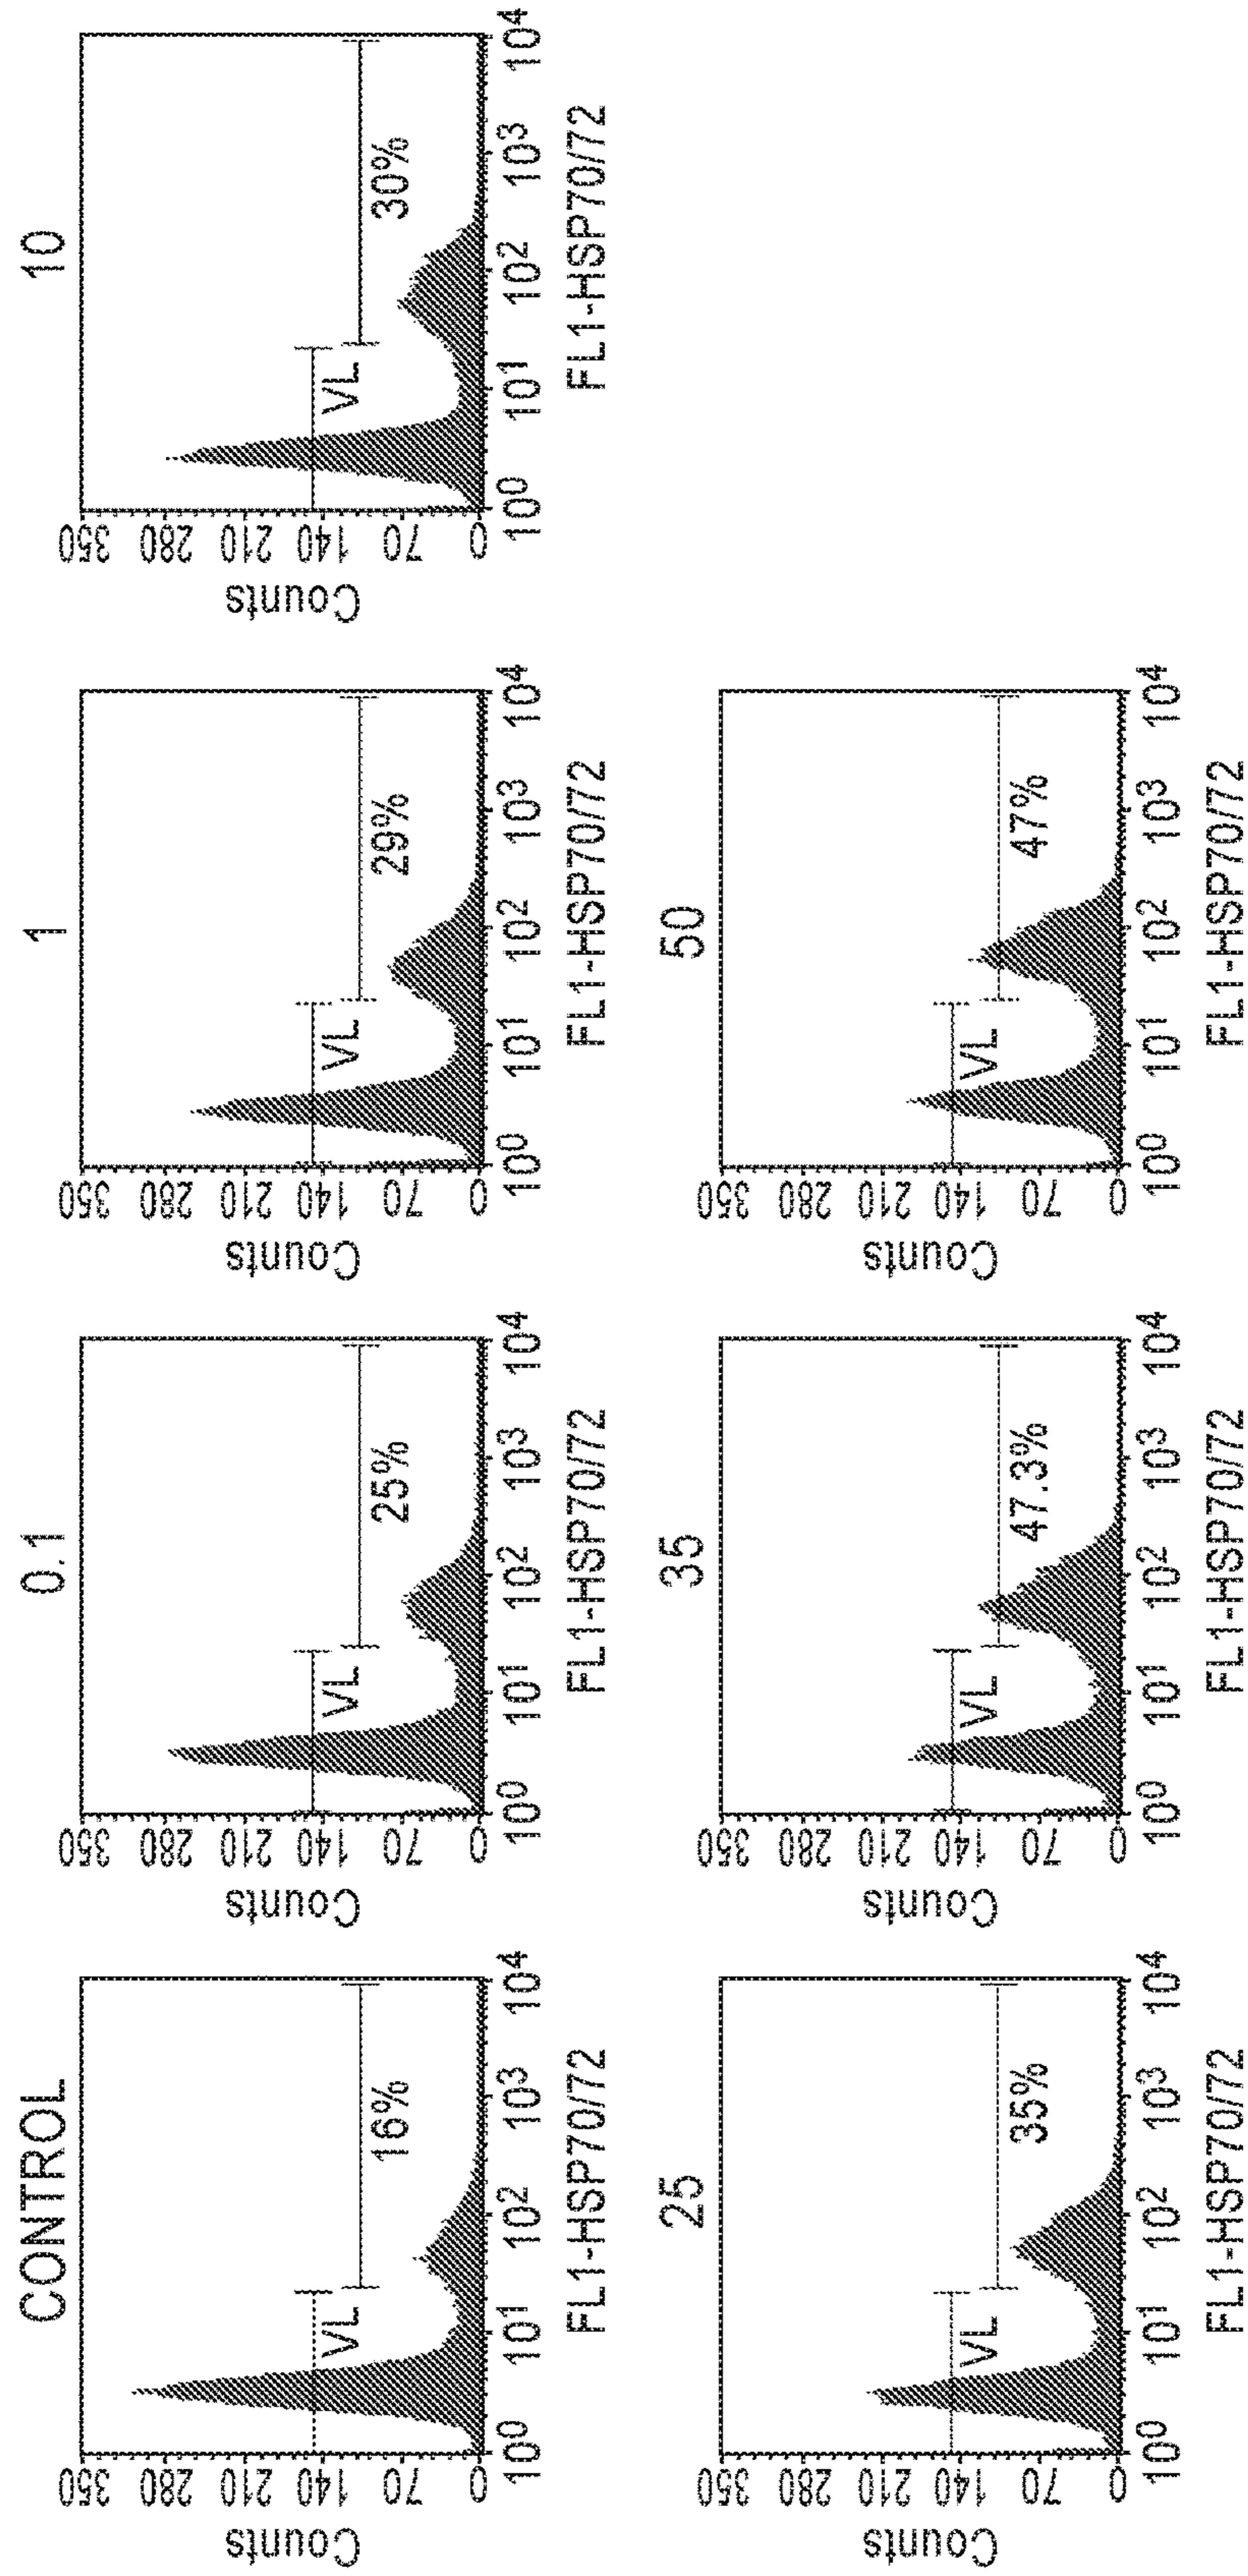 CONTROL
350
280
210
140
70
0
Counts
VL
16%
10⁰ 10¹ 10² 10³ 10⁴
FL1-HSP70/72
0.1
350
280
210
140
70
0
Counts
VL
25%
10⁰ 10¹ 10² 10³ 10⁴
FL1-HSP70/72
1
350
280
210
140
70
0
Counts
VL
29%
10⁰ 10¹ 10² 10³ 10⁴
FL1-HSP70/72
10
350
280
210
140
70
0
Counts
VL
30%
10⁰ 10¹ 10² 10³ 10⁴
FL1-HSP70/72
25
350
280
210
140
70
0
Counts
VL
35%
10⁰ 10¹ 10² 10³ 10⁴
FL1-HSP70/72
35
350
280
210
140
70
0
Counts
VL
47.3%
10⁰ 10¹ 10² 10³ 10⁴
FL1-HSP70/72
50
350
280
210
140
70
0
Counts
VL
47%
10⁰ 10¹ 10² 10³ 10⁴
FL1-HSP70/72